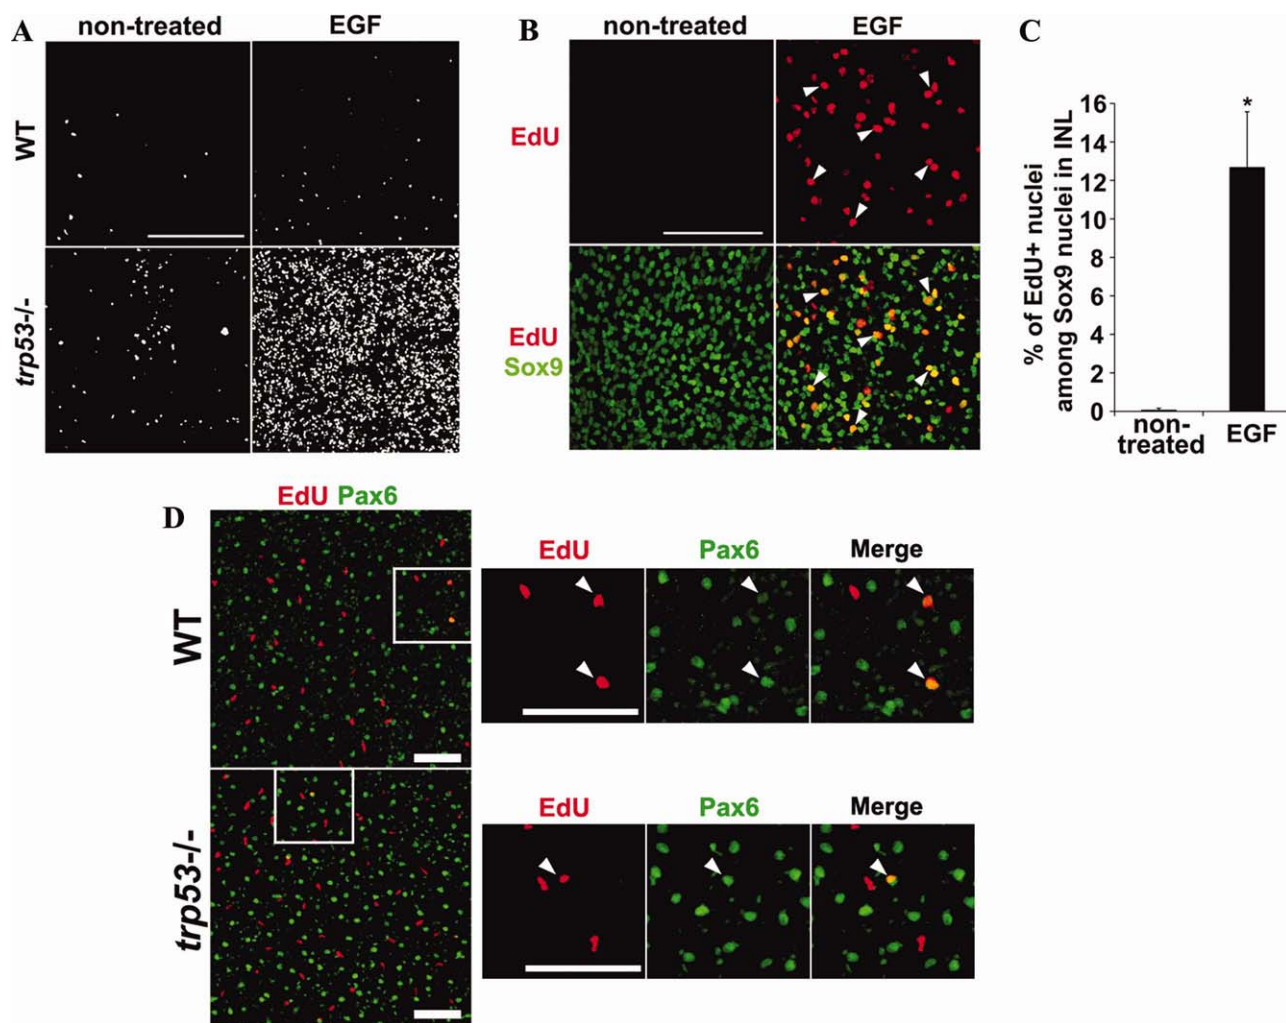 A
non-treated
EGF
WT
trp53-/-
B
non-treated
EGF
EdU
EdU
Sox9
C
% of EdU+ nuclei
among Sox9 nuclei in INL
16
14
12
10
8
6
4
2
0
*
non-
treated
EGF
D
EdU Pax6
WT
trp53-/-
EdU
Pax6
Merge
EdU
Pax6
Merge